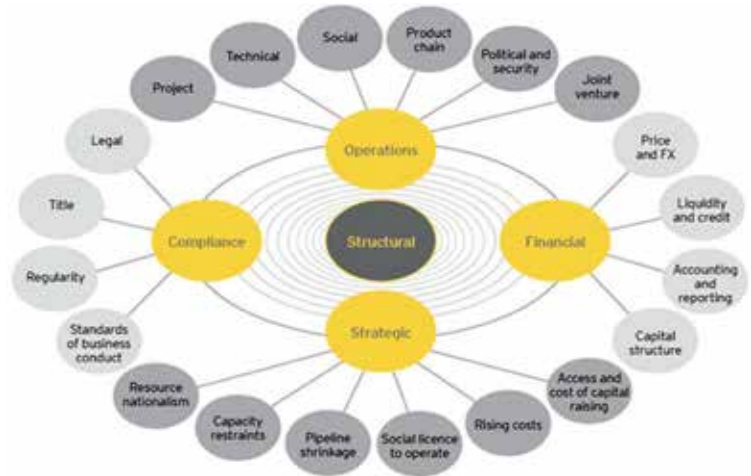 Social
Product
chain
Technical
Political and
security
Project
Joint
venture
Legal
Operations
Price
and FX
Title
Liquidity
and credit
Compliance
Structural
Financial
Regularity
Accounting
and
reporting
Standards
of business
conduct
Strategic
Capital
structure
Resource
nationalism
Access and
cost of capital
raising
Capacity
restraints
Pipeline
shrinkage
Social licence
to operate
Rising costs